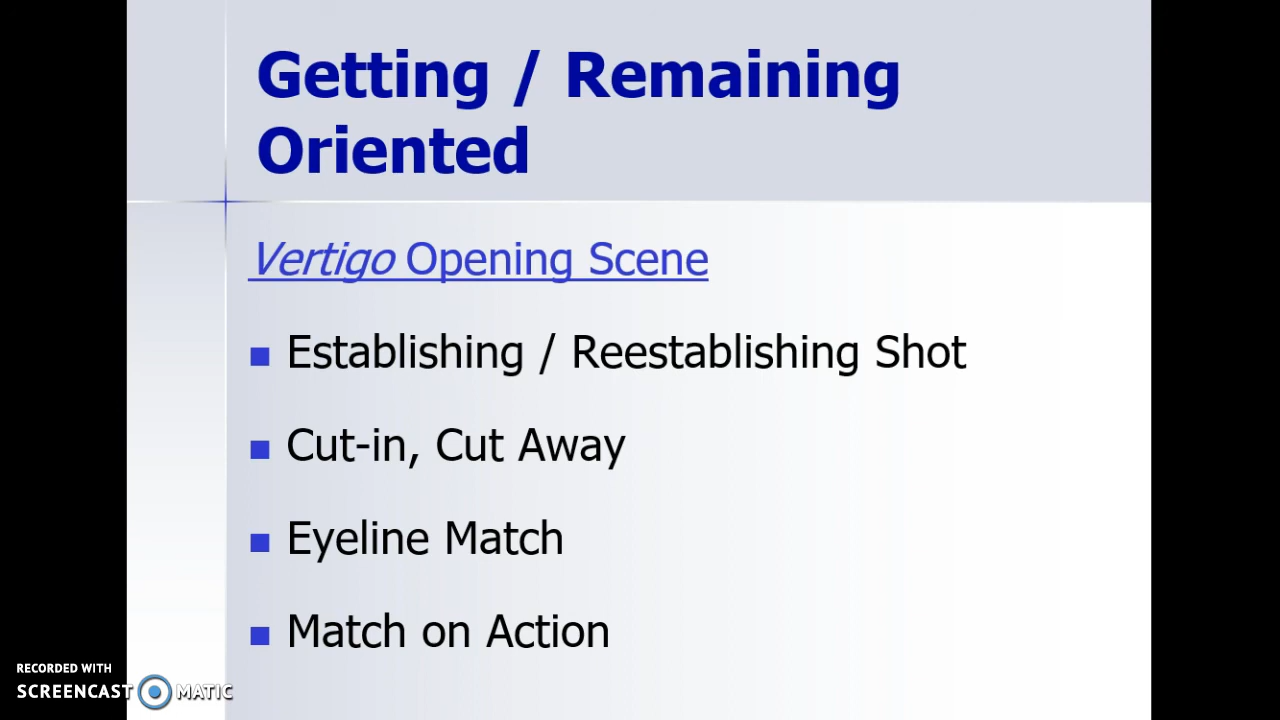 Getting / Remaining
Oriented
Vertigo Opening Scene
Establishing / Reestablishing Shot
Cut-in, Cut Away
Eyeline Match
Match on Action
RECORDED WITH
SCREENCAST MATIC